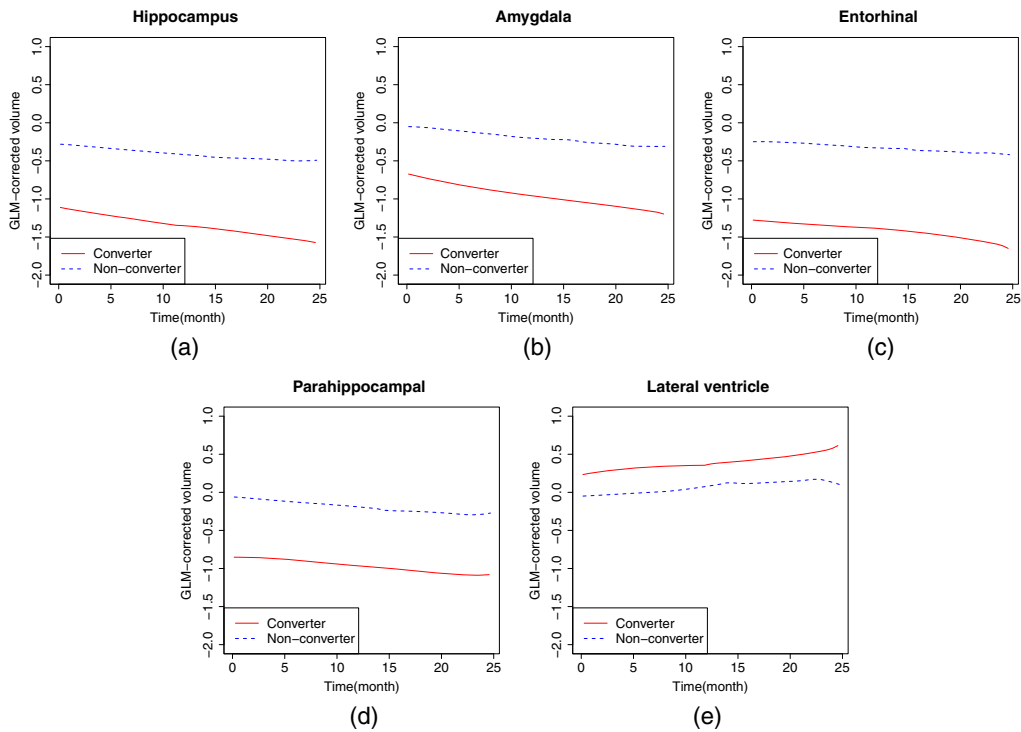 Hippocampus
GLM−corrected volume
1.0
0.5
0.0
−0.5
−1.0
−1.5
−2.0
Converter
Non−converter
0 5 10 15 20 25
Time(month)
(a)
Amygdala
GLM−corrected volume
1.0
0.5
0.0
−0.5
−1.0
−1.5
−2.0
Converter
Non−converter
0 5 10 15 20 25
Time(month)
(b)
Entorhinal
GLM−corrected volume
1.0
0.5
0.0
−0.5
−1.0
−1.5
−2.0
Converter
Non−converter
0 5 10 15 20 25
Time(month)
(c)
Parahippocampal
GLM−corrected volume
1.0
0.5
0.0
−0.5
−1.0
−1.5
−2.0
Converter
Non−converter
0 5 10 15 20 25
Time(month)
(d)
Lateral ventricle
GLM−corrected volume
1.0
0.5
0.0
−0.5
−1.0
−1.5
−2.0
Converter
Non−converter
0 5 10 15 20 25
Time(month)
(e)